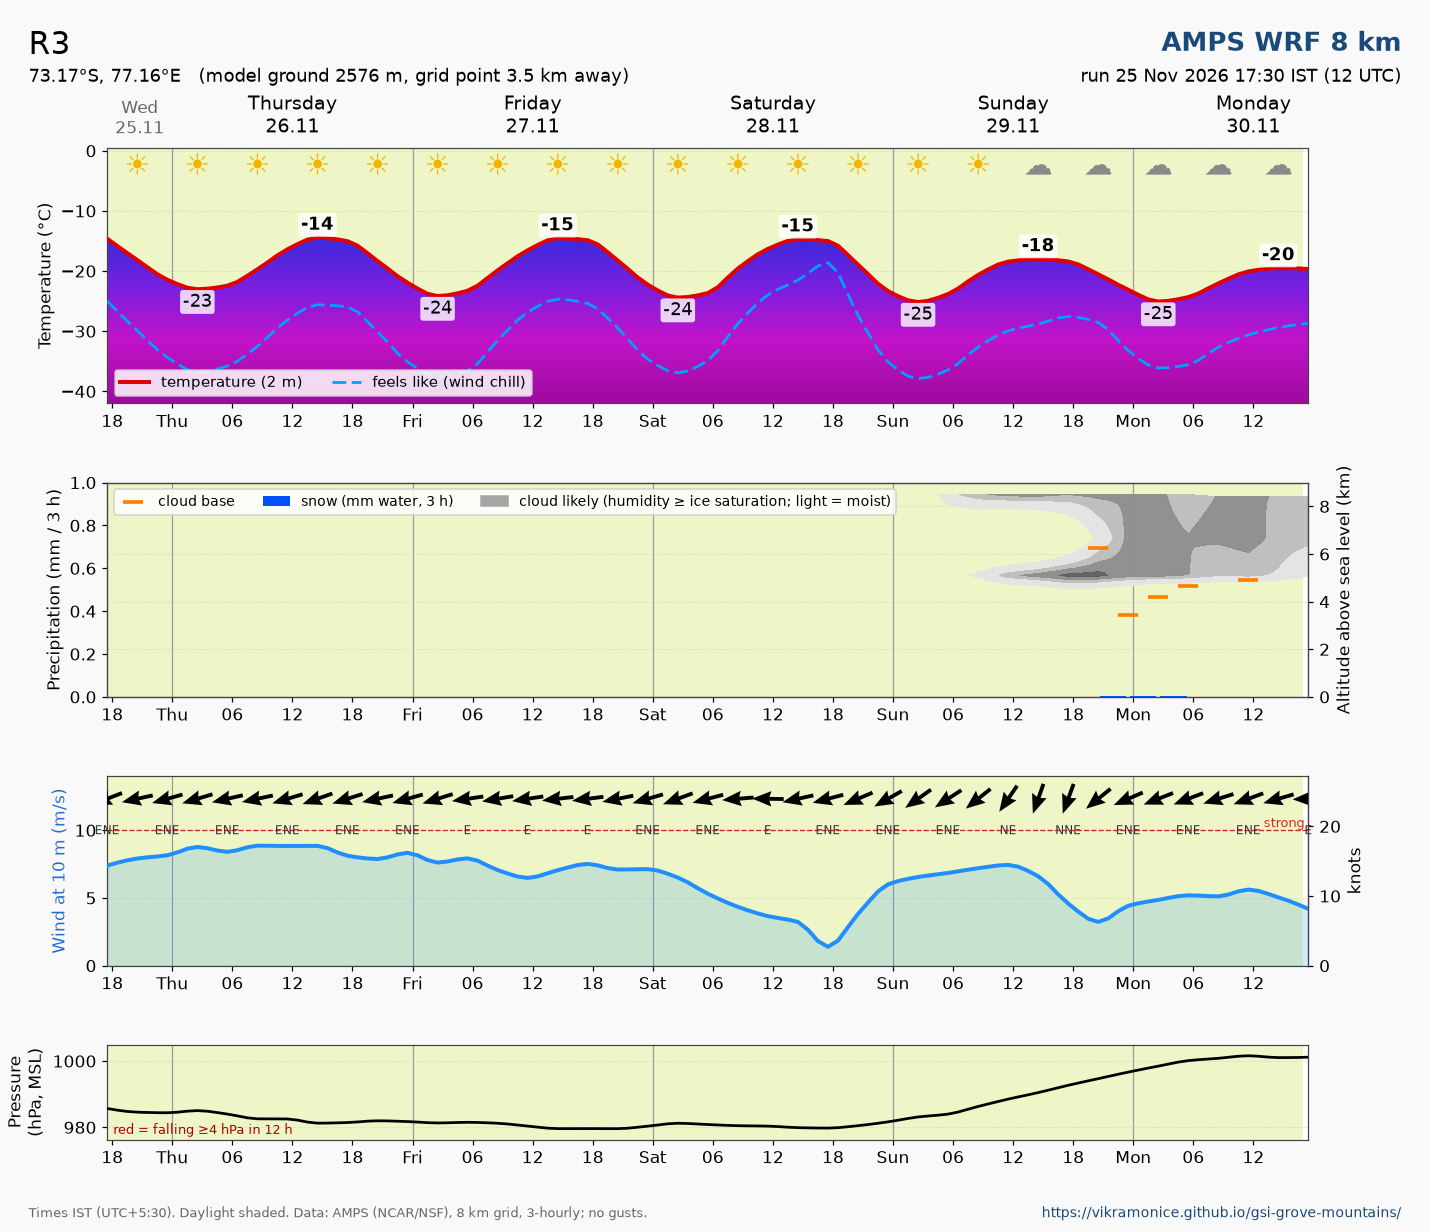 R3
AMPS WRF 8 km
73.17°S, 77.16°E (model ground 2576 m, grid point 3.5 km away)
run 25 Nov 2026 17:30 IST (12 UTC)
Wed Thursday Friday Saturday Sunday Monday
25.11 26.11 27.11 28.11 29.11 30.11
Temperature (°C)
0
−10
−20
−30
−40
-14 -15 -15 -18 -20
-23 -24 -24 -25 -25
temperature (2 m) feels like (wind chill)
18 Thu 06 12 18 Fri 06 12 18 Sat 06 12 18 Sun 06 12 18 Mon 06 12
Precipitation (mm / 3 h)
1.0
0.8
0.6
0.4
0.2
0.0
cloud base snow (mm water, 3 h) cloud likely (humidity ≥ ice saturation; light = moist)
8
6
4
2
0
Altitude above sea level (km)
18 Thu 06 12 18 Fri 06 12 18 Sat 06 12 18 Sun 06 12 18 Mon 06 12
Wind at 10 m (m/s)
10
5
0
ENE ENE ENE ENE ENE ENE E E E ENE ENE E ENE ENE ENE NE NNE ENE ENE ENE E
strong
20
10
0
knots
18 Thu 06 12 18 Fri 06 12 18 Sat 06 12 18 Sun 06 12 18 Mon 06 12
Pressure
(hPa, MSL)
1000
980
red = falling ≥4 hPa in 12 h
18 Thu 06 12 18 Fri 06 12 18 Sat 06 12 18 Sun 06 12 18 Mon 06 12
Times IST (UTC+5:30). Daylight shaded. Data: AMPS (NCAR/NSF), 8 km grid, 3-hourly; no gusts.
https://vikramonice.github.io/gsi-grove-mountains/